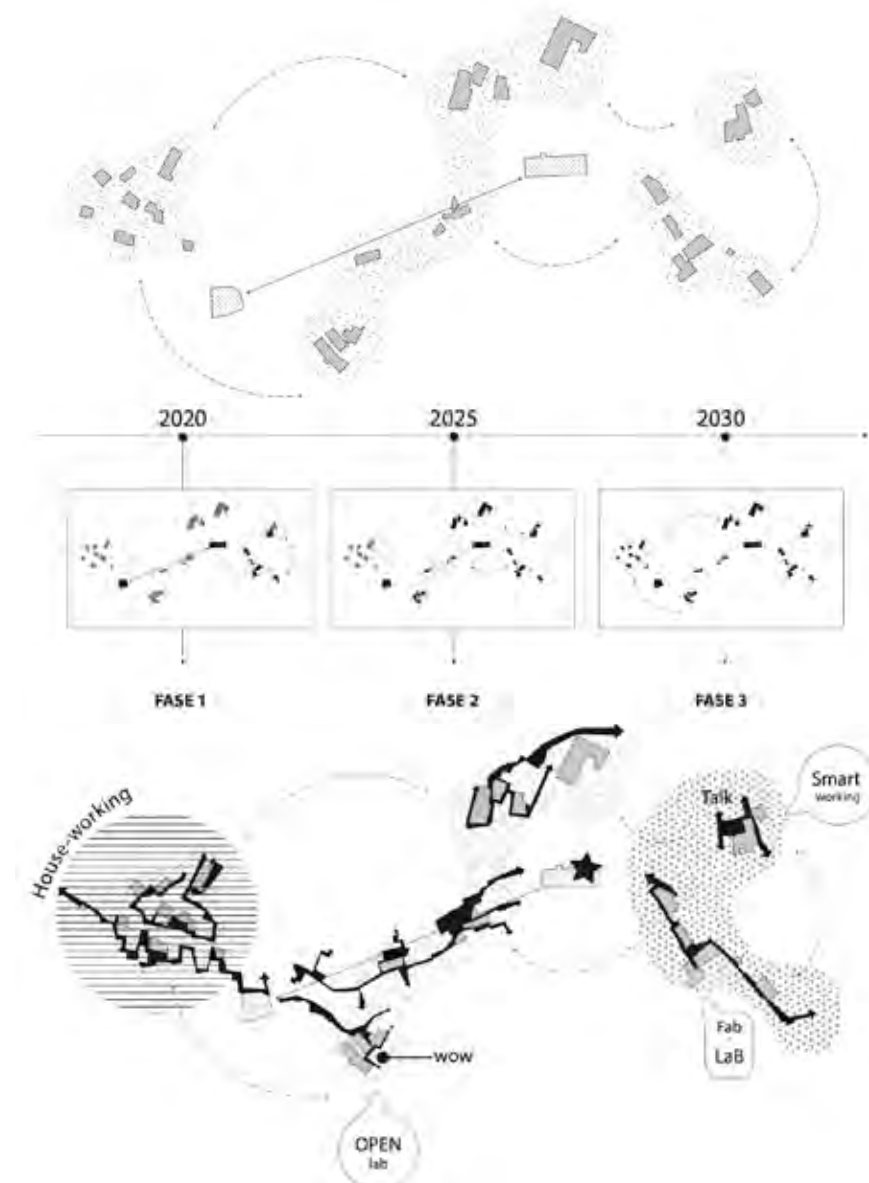 2020
2025
2030
FASE 1
FASE 2
FASE 3
House-working
Talk
Smart
working
Fab
LaB
wow
OPEN
lab